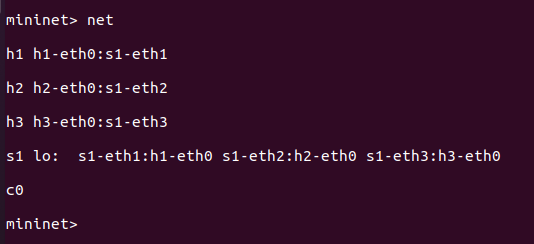 mininet> net
h1 h1-eth0:s1-eth1
h2 h2-eth0:s1-eth2
h3 h3-eth0:s1-eth3
s1 lo:  s1-eth1:h1-eth0 s1-eth2:h2-eth0 s1-eth3:h3-eth0
c0
mininet>